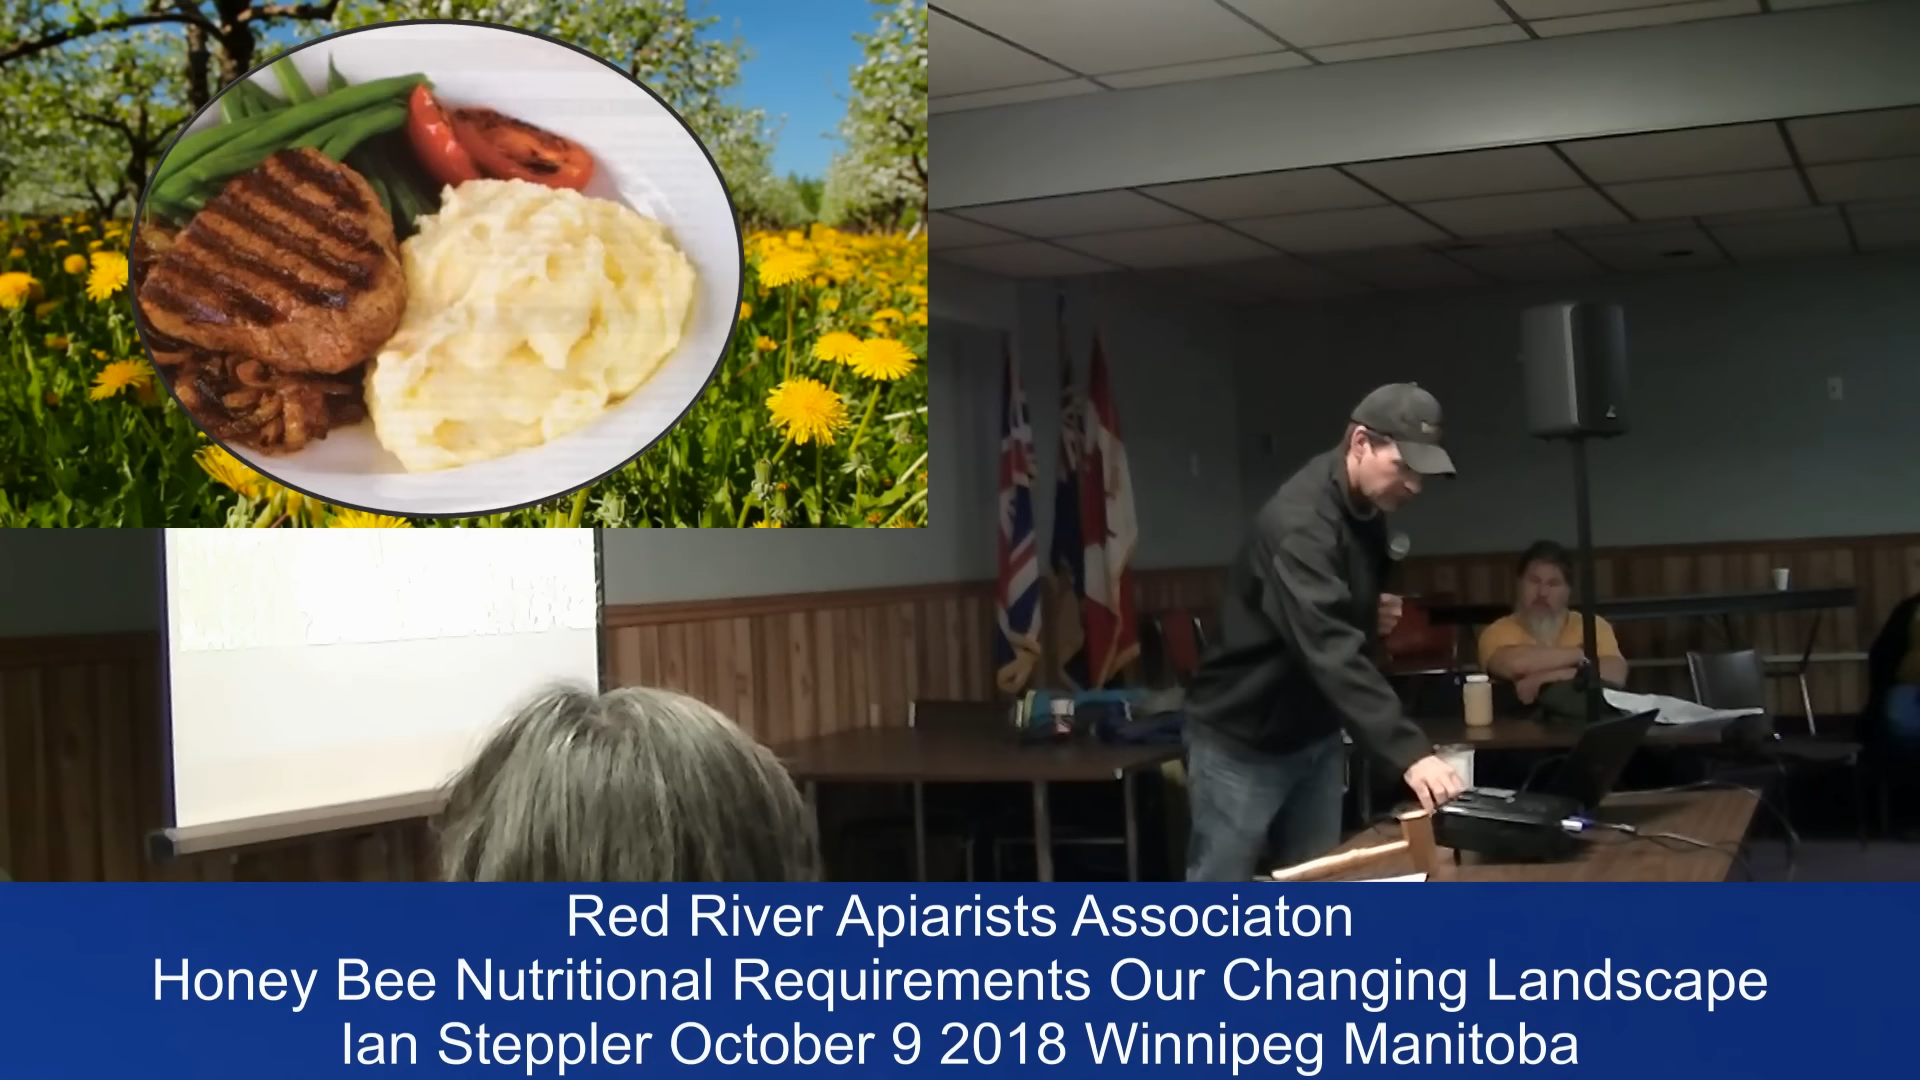 Red River Apiarists Associaton
Honey Bee Nutritional Requirements Our Changing Landscape
Ian Steppler October 9 2018 Winnipeg Manitoba